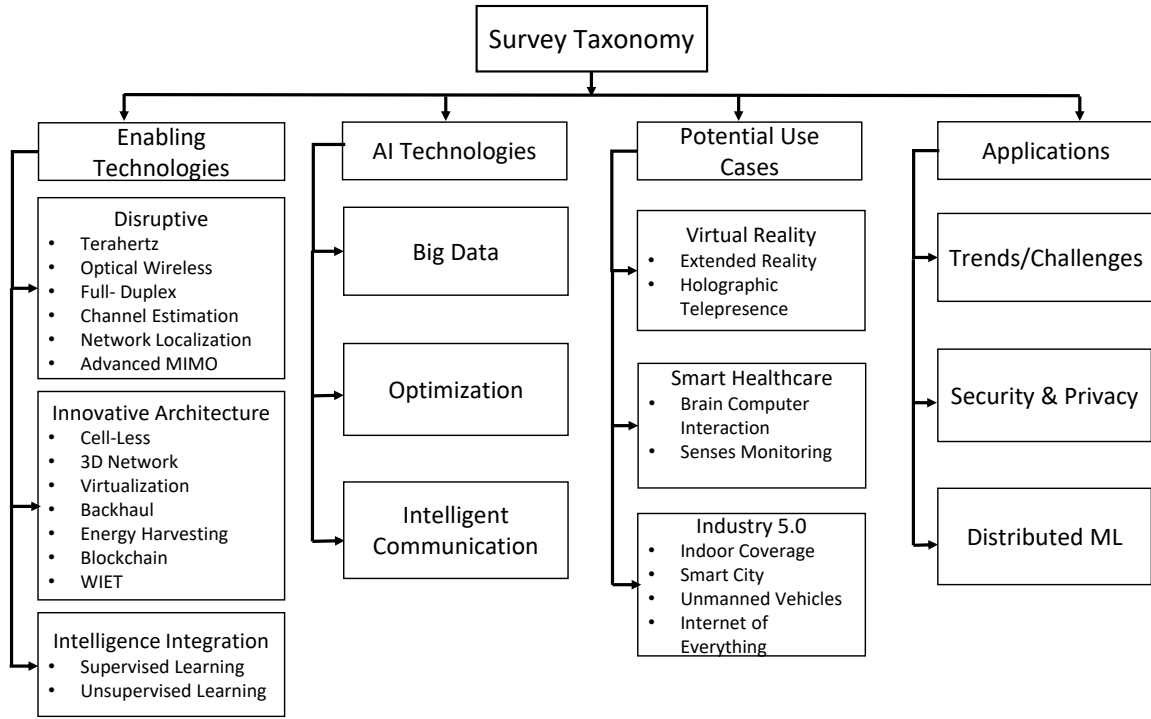 Survey Taxonomy
Enabling
Technologies
Disruptive
• Terahertz
• Optical Wireless
• Full- Duplex
• Channel Estimation
• Network Localization
• Advanced MIMO
Innovative Architecture
• Cell-Less
• 3D Network
• Virtualization
• Backhaul
• Energy Harvesting
• Blockchain
• WIET
Intelligence Integration
• Supervised Learning
• Unsupervised Learning
AI Technologies
Big Data
Optimization
Intelligent
Communication
Potential Use
Cases
Virtual Reality
• Extended Reality
• Holographic
Telepresence
Smart Healthcare
• Brain Computer
Interaction
• Senses Monitoring
Industry 5.0
• Indoor Coverage
• Smart City
• Unmanned Vehicles
• Internet of
Everything
Applications
Trends/Challenges
Security & Privacy
Distributed ML